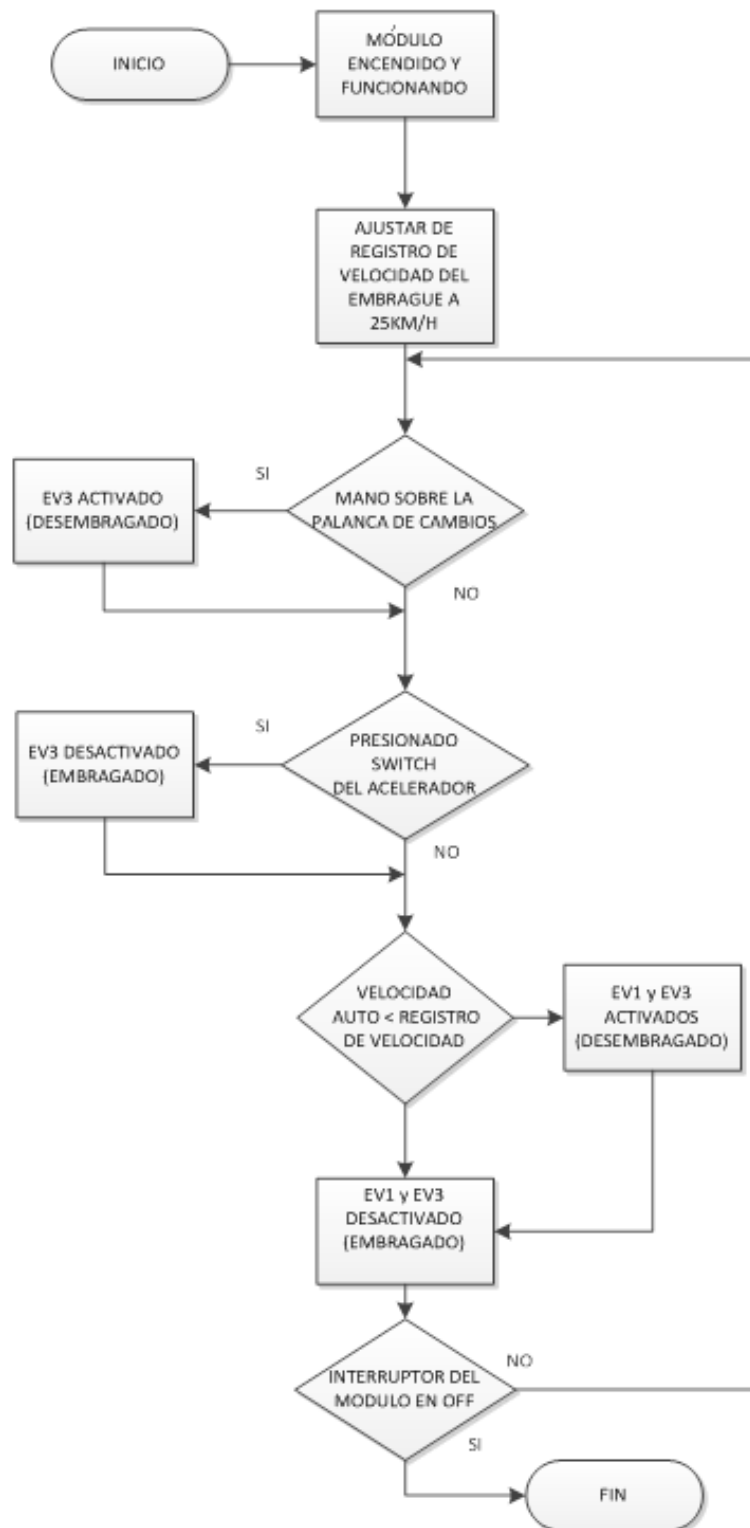 INICIO
MÓDULO
ENCENDIDO Y
FUNCIONANDO
AJUSTAR DE
REGISTRO DE
VELOCIDAD DEL
EMBRAGUE A
25KM/H
SI
EV3 ACTIVADO
(DESEMBRAGADO)
MANO SOBRE LA
PALANCA DE CAMBIOS
NO
SI
EV3 DESACTIVADO
(EMBRAGADO)
PRESIONADO
SWITCH
DEL ACELERADOR
NO
VELOCIDAD
AUTO < REGISTRO
DE VELOCIDAD
EV1 y EV3
ACTIVADOS
(DESEMBRAGADO)
EV1 y EV3
DESACTIVADO
(EMBRAGADO)
INTERRUPTOR DEL
MODULO EN OFF
NO
SI
FIN